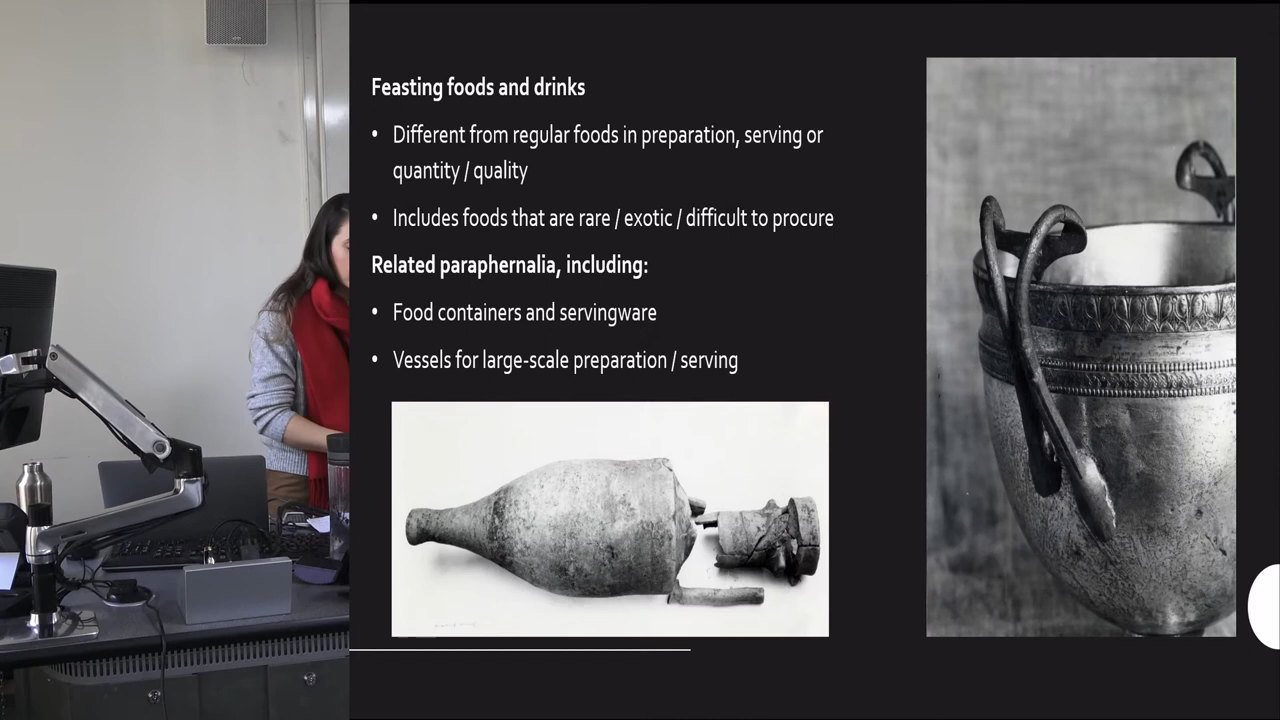 Feasting foods and drinks
• Different from regular foods in preparation, serving or
quantity / quality
• Includes foods that are rare / exotic / difficult to procure
Related paraphernalia, including:
• Food containers and servingware
• Vessels for large-scale preparation / serving